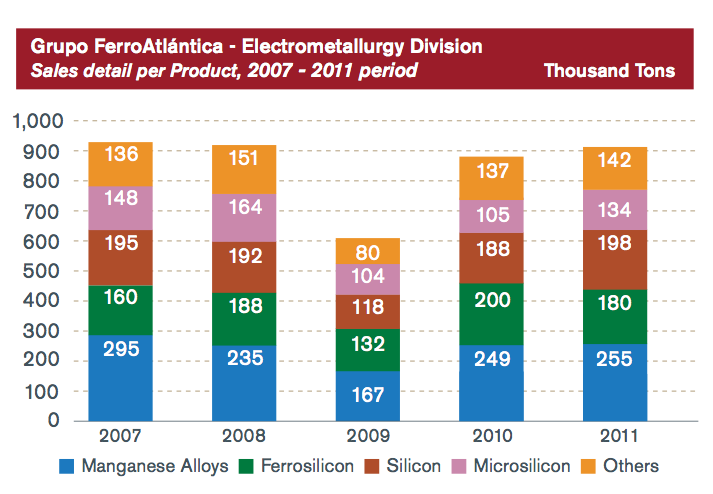 Grupo FerroAtlántica - Electrometallurgy Division
Sales detail per Product, 2007 - 2011 period Thousand Tons
1,000
900
800
700
600
500
400
300
200
100
0
136 151 80 137 142
148 164 104 105 134
195 192 118 188 198
160 188 132 200 180
295 235 167 249 255
2007 2008 2009 2010 2011
Manganese Alloys Ferrosilicon Silicon Microsilicon Others